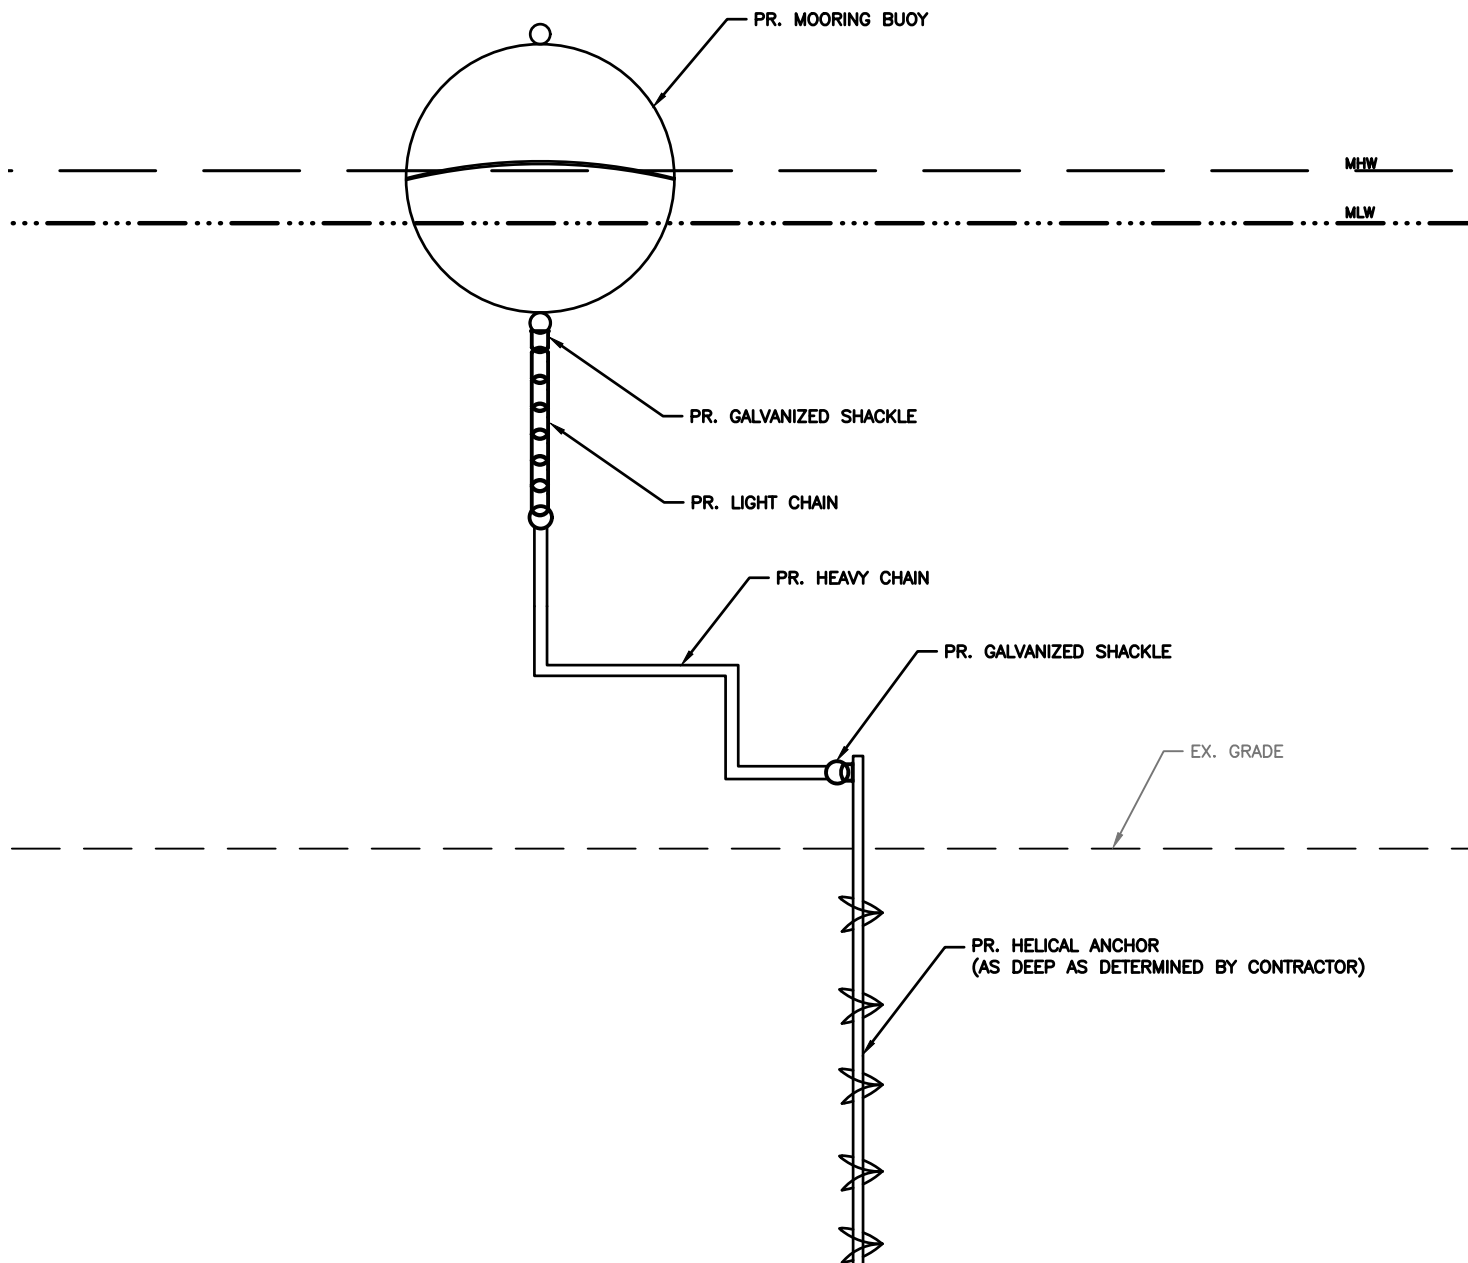 PR. MOORING BUOY
MHW
MLW
PR. GALVANIZED SHACKLE
PR. LIGHT CHAIN
PR. HEAVY CHAIN
PR. GALVANIZED SHACKLE
EX. GRADE
PR. HELICAL ANCHOR
(AS DEEP AS DETERMINED BY CONTRACTOR)